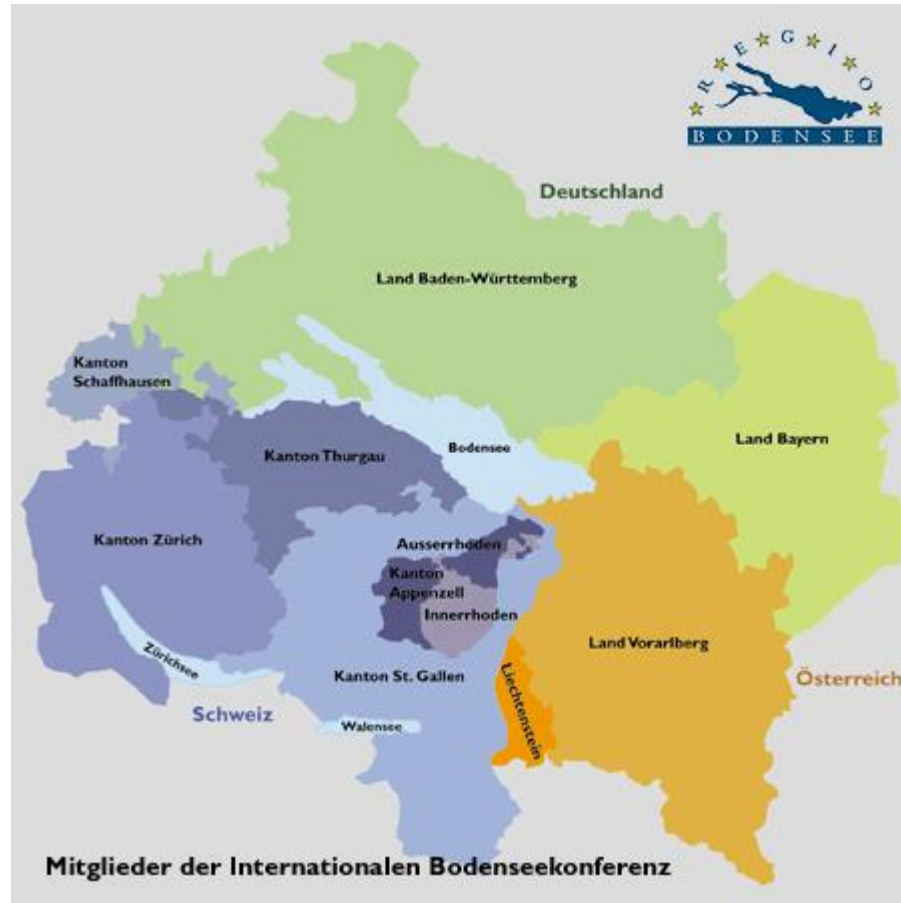 REGIO
BODENSEE
Deutschland
Land Baden-Württemberg
Kanton
Schaffhausen
Land Bayern
Bodensee
Kanton Thurgau
Kanton Zürich
Ausserrhoden
Kanton
Appenzell
Innerrhoden
Land Vorarlberg
Zürichsee
Kanton St. Gallen
Liechtenstein
Österreich
Schweiz
Walensee
Mitglieder der Internationalen Bodenseekonferenz